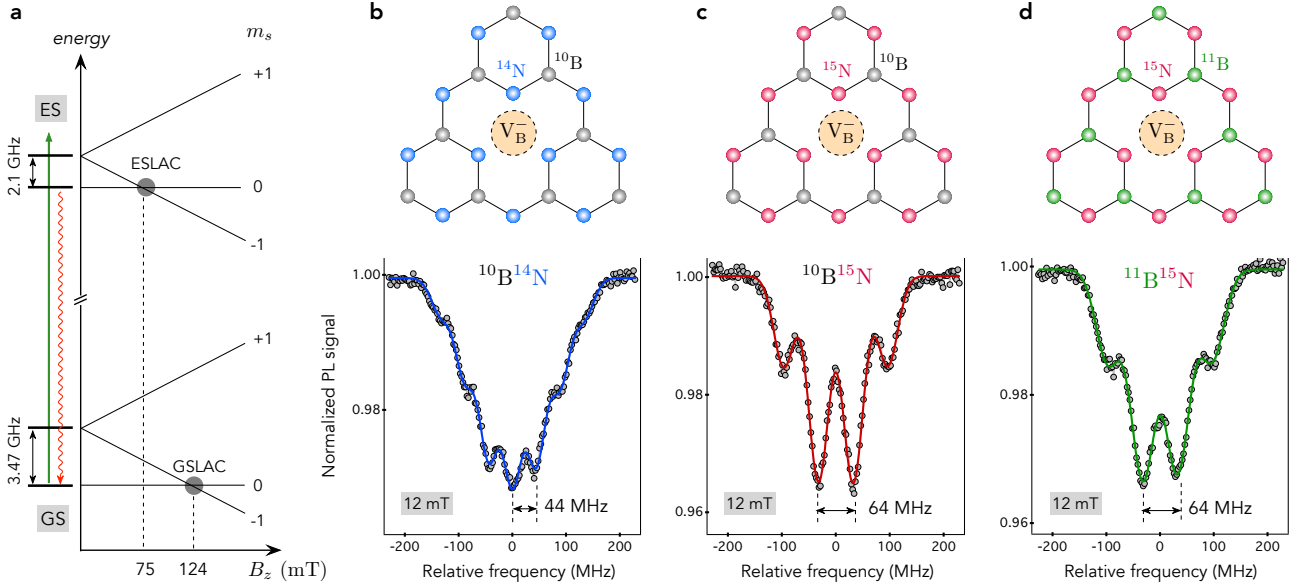 a
energy
m_s
+1
ES
2.1 GHz
ESLAC
0
-1
+1
3.47 GHz
GSLAC
0
GS
-1
75
124
B_z (mT)
b
¹⁴N
¹⁰B
V_B⁻
1.00
¹⁰B¹⁴N
Normalized PL signal
0.98
44 MHz
12 mT
-200 -100 0 100 200
Relative frequency (MHz)
c
¹⁵N
¹⁰B
V_B⁻
1.00
¹⁰B¹⁵N
0.98
64 MHz
12 mT
0.96
-200 -100 0 100 200
Relative frequency (MHz)
d
¹⁵N
¹¹B
V_B⁻
1.00
¹¹B¹⁵N
0.98
64 MHz
12 mT
0.96
-200 -100 0 100 200
Relative frequency (MHz)